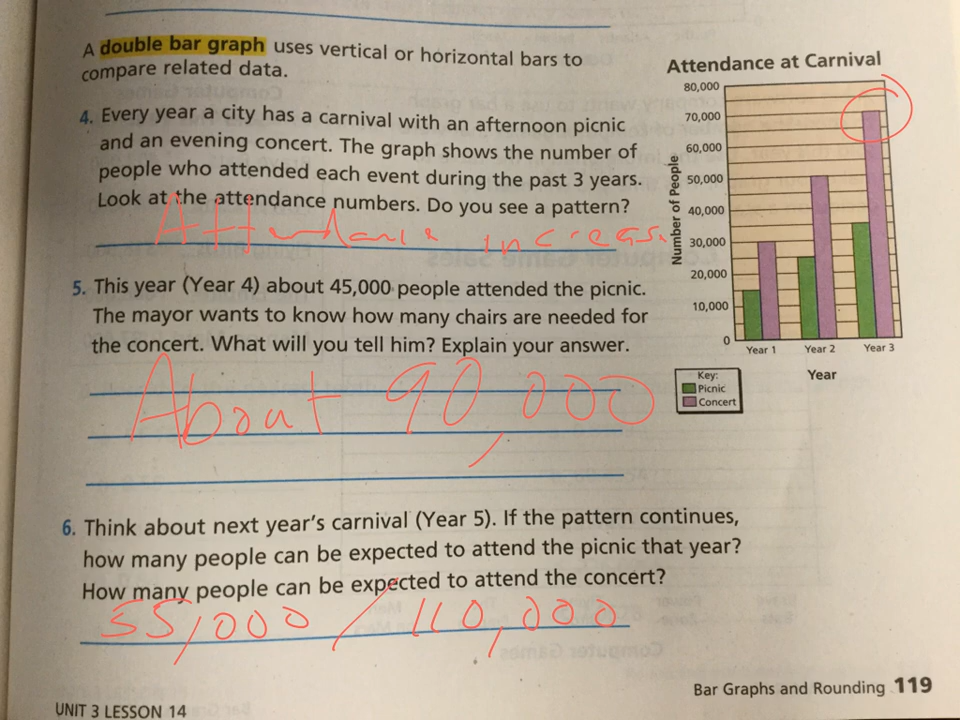 A double bar graph uses vertical or horizontal bars to
compare related data.
4. Every year a city has a carnival with an afternoon picnic
and an evening concert. The graph shows the number of
people who attended each event during the past 3 years.
Look at the attendance numbers. Do you see a pattern?
Attendance increase
5. This year (Year 4) about 45,000 people attended the picnic.
The mayor wants to know how many chairs are needed for
the concert. What will you tell him? Explain your answer.
About 90,000
6. Think about next year's carnival (Year 5). If the pattern continues,
how many people can be expected to attend the picnic that year?
How many people can be expected to attend the concert?
55,000 / 110,000
Attendance at Carnival
Number of People
80,000
70,000
60,000
50,000
40,000
30,000
20,000
10,000
0
Year 1 Year 2 Year 3
Year
Key:
Picnic
Concert
Bar Graphs and Rounding 119
UNIT 3 LESSON 14